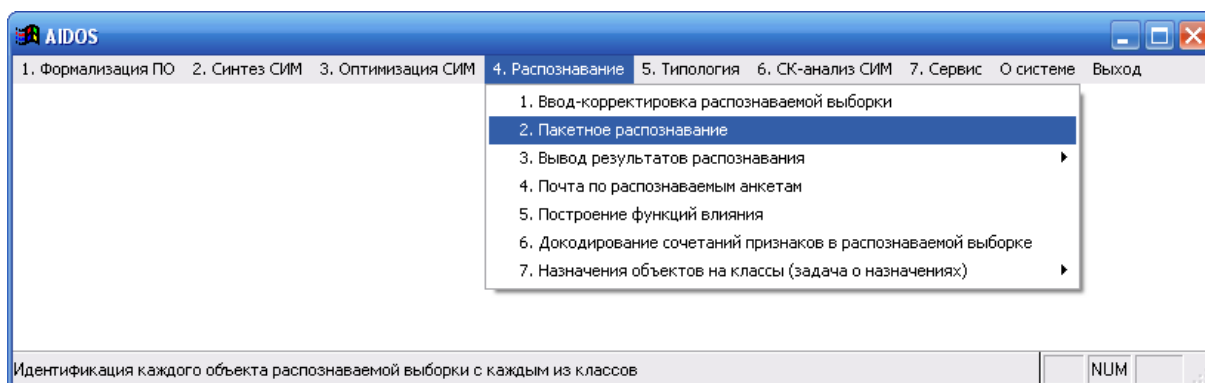 AIDOS
1. Формализация ПО 2. Синтез СИМ 3. Оптимизация СИМ 4. Распознавание 5. Типология 6. СК-анализ СИМ 7. Сервис О системе Выход
1. Ввод-корректировка распознаваемой выборки
2. Пакетное распознавание
3. Вывод результатов распознавания
4. Почта по распознаваемым анкетам
5. Построение функций влияния
6. Докодирование сочетаний признаков в распознаваемой выборке
7. Назначения объектов на классы (задача о назначениях)
Идентификация каждого объекта распознаваемой выборки с каждым из классов NUM